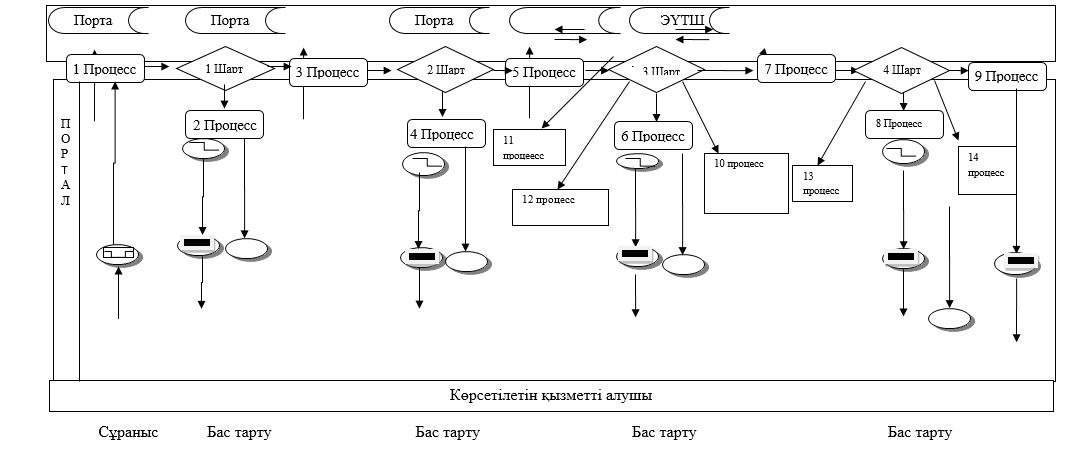 Порта
Порта
Порта
ЭҮТШ
1 Процесс
1 Шарт
3 Процесс
2 Шарт
5 Процесс
3 Шарт
7 Процесс
4 Шарт
9 Процесс
2 Процесс
4 Процесс
6 Процесс
8 Процесс
11
процеесс
12 процесс
10 процесс
13
процесс
14
процесс
П
О
Р
Т
А
Л
Көрсетілетін қызметті алушы
Сұраныс
Бас тарту
Бас тарту
Бас тарту
Бас тарту